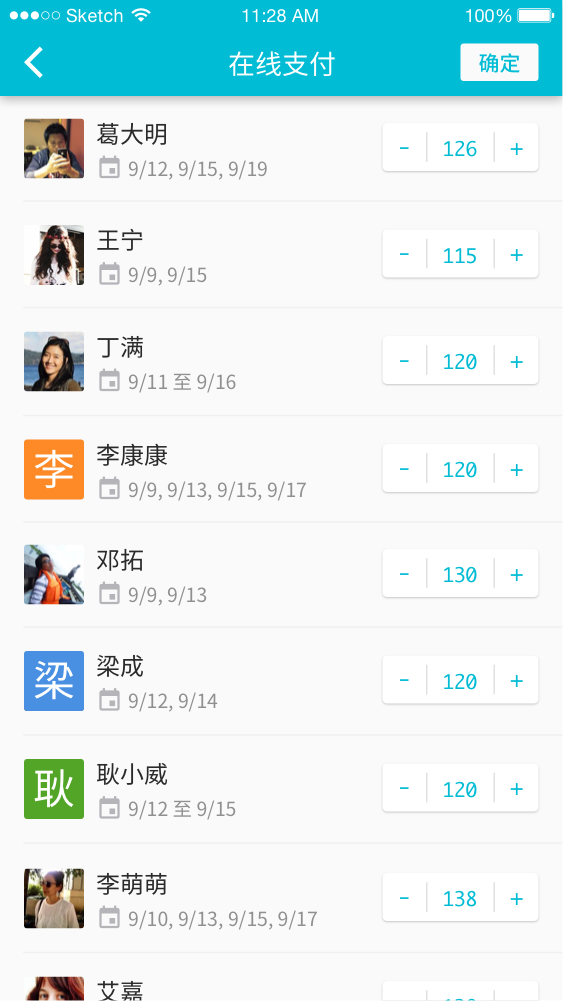 Sketch 11:28 AM 100%
在线支付 确定
葛大明
9/12, 9/15, 9/19
- 126 +
王宁
9/9, 9/15
- 115 +
丁满
9/11 至 9/16
- 120 +
李
李康康
9/9, 9/13, 9/15, 9/17
- 120 +
邓拓
9/9, 9/13
- 130 +
梁
梁成
9/12, 9/14
- 120 +
耿
耿小威
9/12 至 9/15
- 120 +
李萌萌
9/10, 9/13, 9/15, 9/17
- 138 +
艾嘉